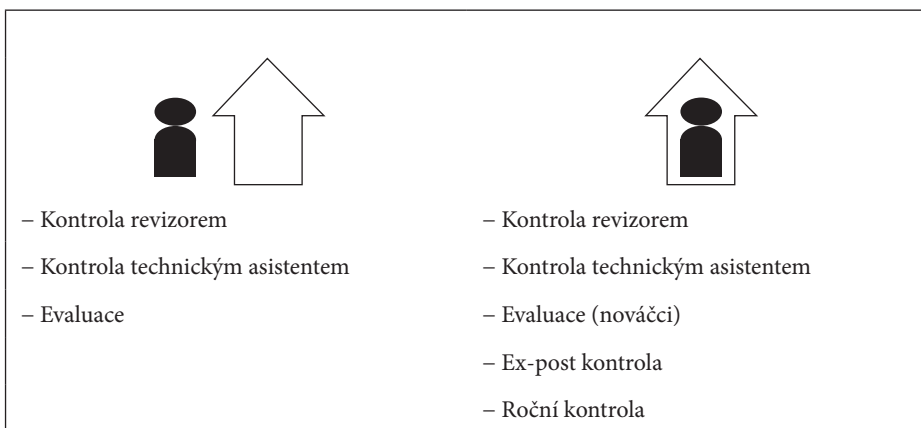 – Kontrola revizorem
– Kontrola technickým asistentem
– Evaluace
– Kontrola revizorem
– Kontrola technickým asistentem
– Evaluace (nováčci)
– Ex-post kontrola
– Roční kontrola